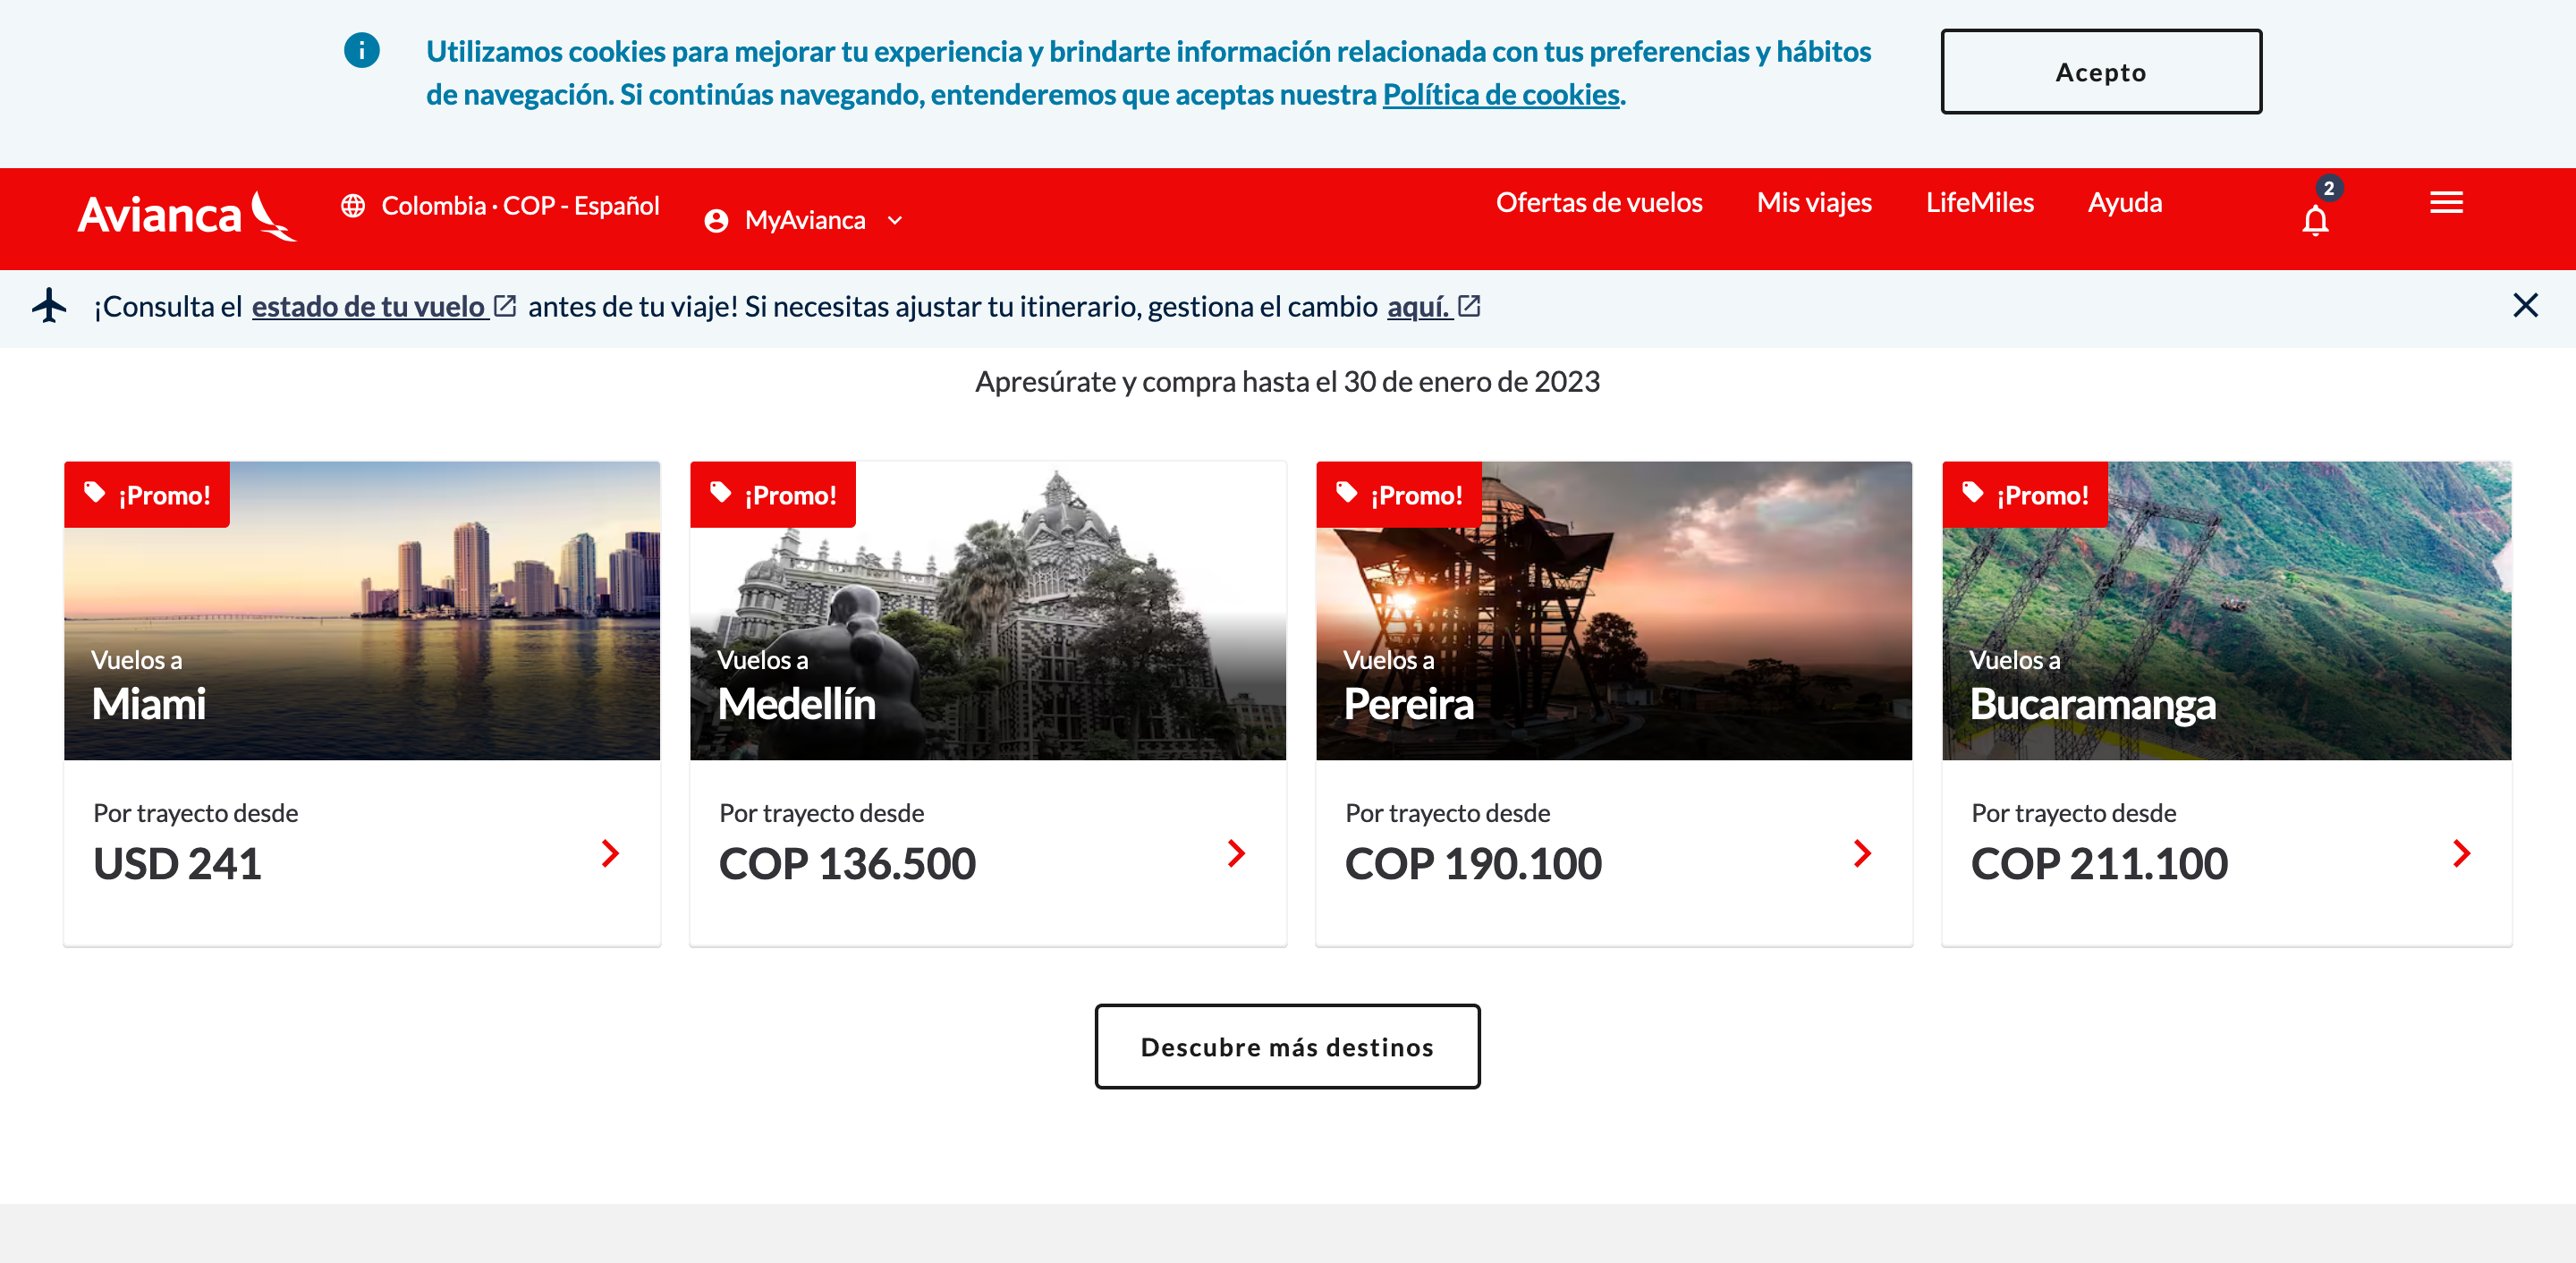 Utilizamos cookies para mejorar tu experiencia y brindarte información relacionada con tus preferencias y hábitos
de navegación. Si continúas navegando, entenderemos que aceptas nuestra Política de cookies.
Acepto
Avianca
Colombia · COP - Español
MyAvianca
Ofertas de vuelos
Mis viajes
LifeMiles
Ayuda
2
¡Consulta el estado de tu vuelo antes de tu viaje! Si necesitas ajustar tu itinerario, gestiona el cambio aquí.
Apresúrate y compra hasta el 30 de enero de 2023
¡Promo!
Vuelos a
Miami
Por trayecto desde
USD 241
¡Promo!
Vuelos a
Medellín
Por trayecto desde
COP 136.500
¡Promo!
Vuelos a
Pereira
Por trayecto desde
COP 190.100
¡Promo!
Vuelos a
Bucaramanga
Por trayecto desde
COP 211.100
Descubre más destinos